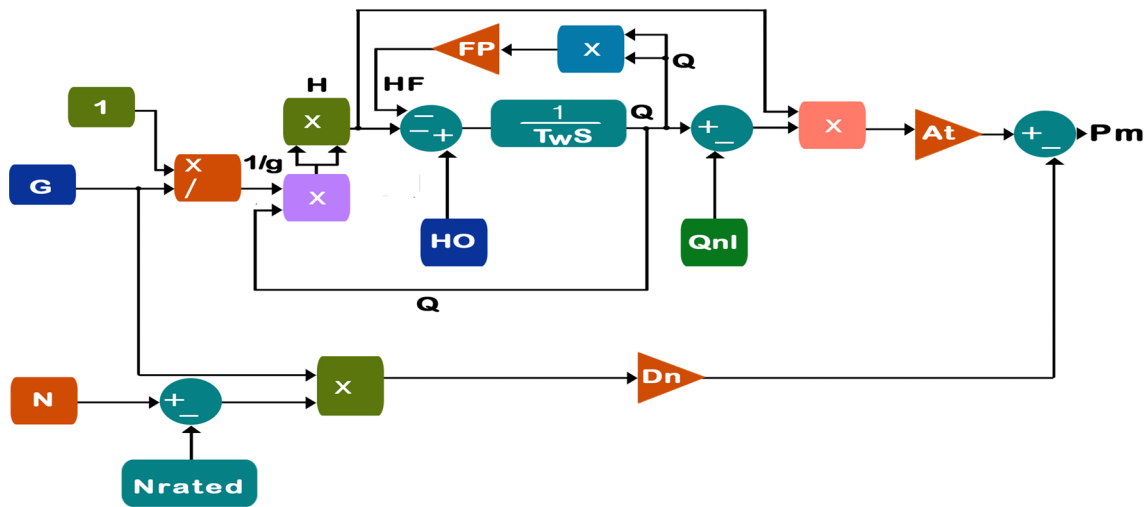 FP
X
Q
H
HF
1
X
Q
1
TwS
+
−
X
At
+
−
Pm
−
−
+
X
/
1/g
G
X
HO
Qnl
Q
X
Dn
N
+
−
Nrated